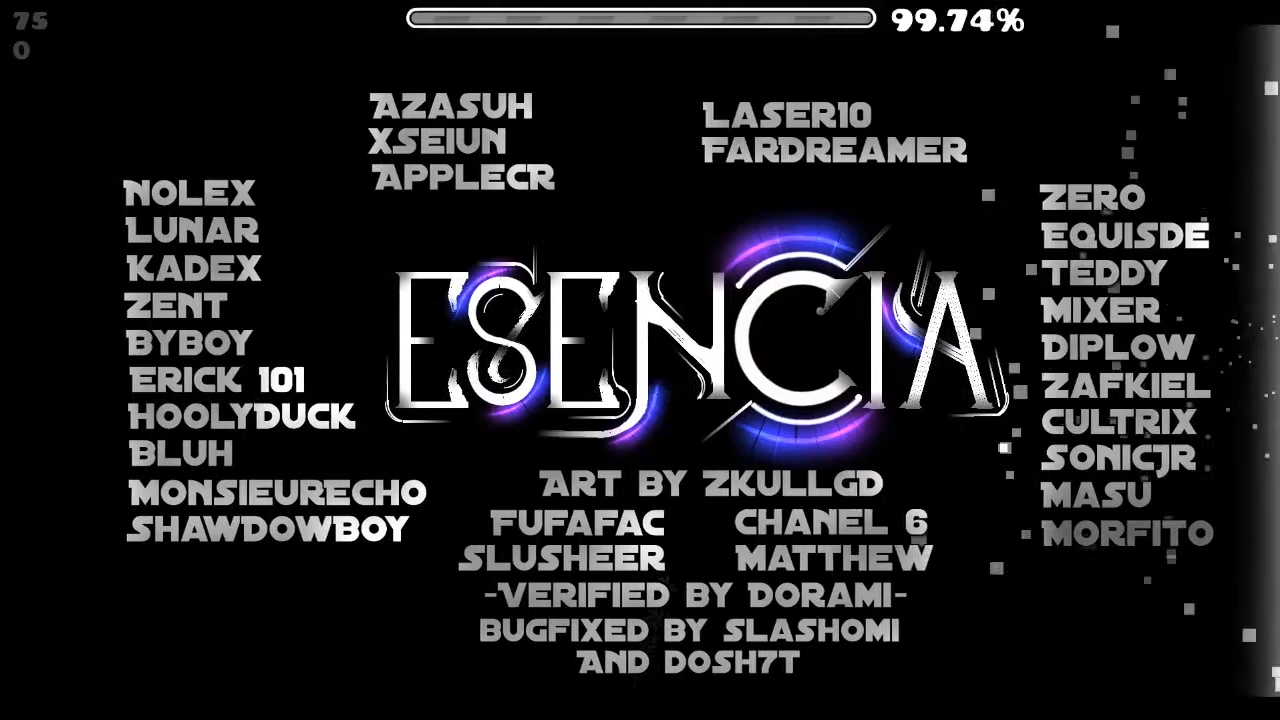 75
0
99.74%
AZASUH
XSEIUN
APPLECR
LASER10
FARDREAMER
NOLEX
LUNAR
KADEX
ZENT
BYBOY
ERICK 101
HOOLYDUCK
BLUH
MONSIEURECHO
SHAWDOWBOY
ESENCIA
ZERO
EQUISDE
TEDDY
MIXER
DIPLOW
ZAFKIEL
CULTRIX
SONICJR
MASU
MORFITO
ART BY ZKULLGD
FUFAFAC
SLUSHEER
CHANEL 6
MATTHEW
-VERIFIED BY DORAMI-
BUGFIXED BY SLASHOMI
AND DOSH7T